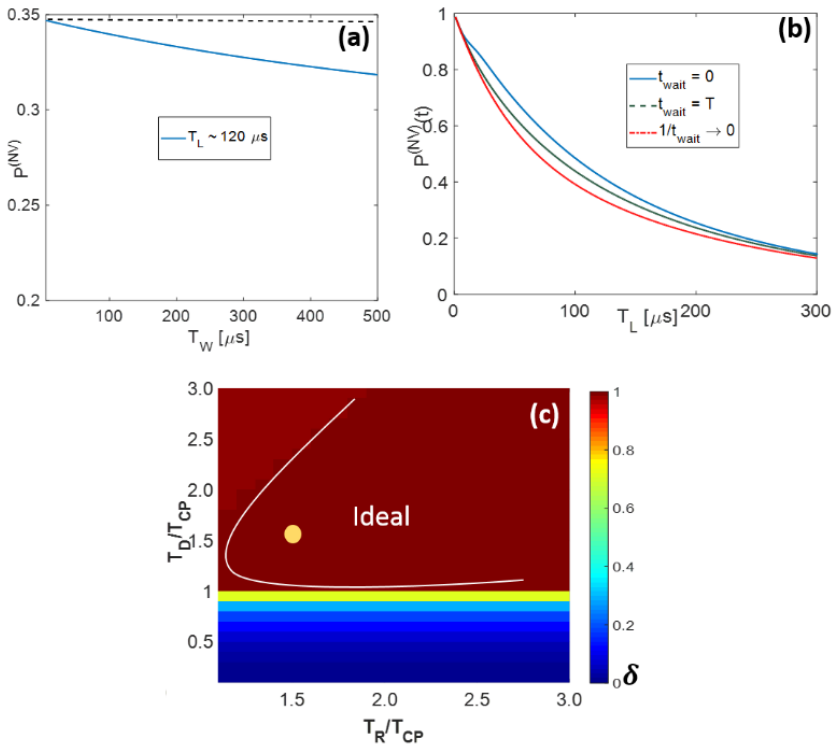 0.35
(a)
0.3
T_L ~ 120 μs
P^(NV)
0.25
0.2
100 200 300 400 500
T_W [μs]
1
(b)
0.8
t_wait = 0
t_wait = T
1/t_wait → 0
P^(NV)(t)
0.6
0.4
0.2
0
0 100 200 300
T_L [μs]
3.0
(c)
1
2.5
0.8
2.0
Ideal
0.6
T_D/T_CP
1.5
0.4
1
0.2
0.5
0 δ
1.5 2.0 2.5 3.0
T_R/T_CP